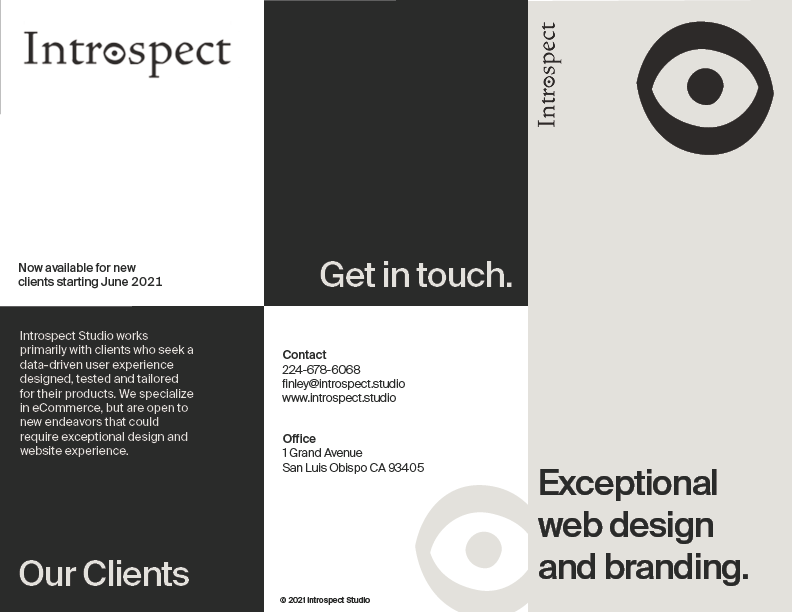 Introspect
Now available for new
clients starting June 2021
Introspect Studio works
primarily with clients who seek a
data-driven user experience
designed, tested and tailored
for their products. We specialize
in eCommerce, but are open to
new endeavors that could
require exceptional design and
website experience.
Our Clients
Get in touch.
Contact
224-678-6068
finley@introspect.studio
www.introspect.studio
Office
1 Grand Avenue
San Luis Obispo CA 93405
© 2021 Introspect Studio
Introspect
Exceptional
web design
and branding.